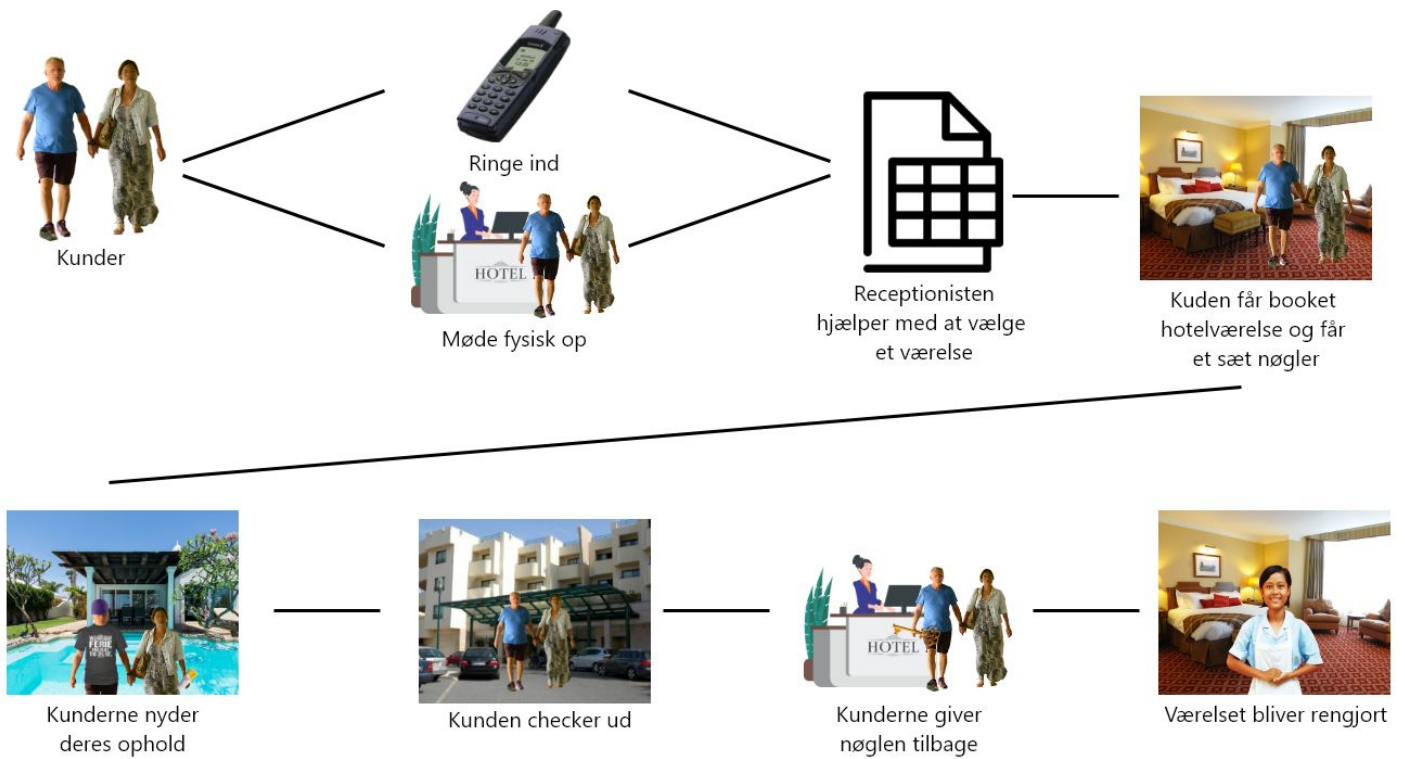 Ringe ind
Kunder
HOTEL
Møde fysisk op
Receptionisten
hjælper med at vælge
et værelse
Kuden får booket
hotelværelse og får
et sæt nøgler
FERIE
Kunderne nyder
deres ophold
Kunden checker ud
HOTEL
Kunderne giver
nøglen tilbage
Værelset bliver rengjort